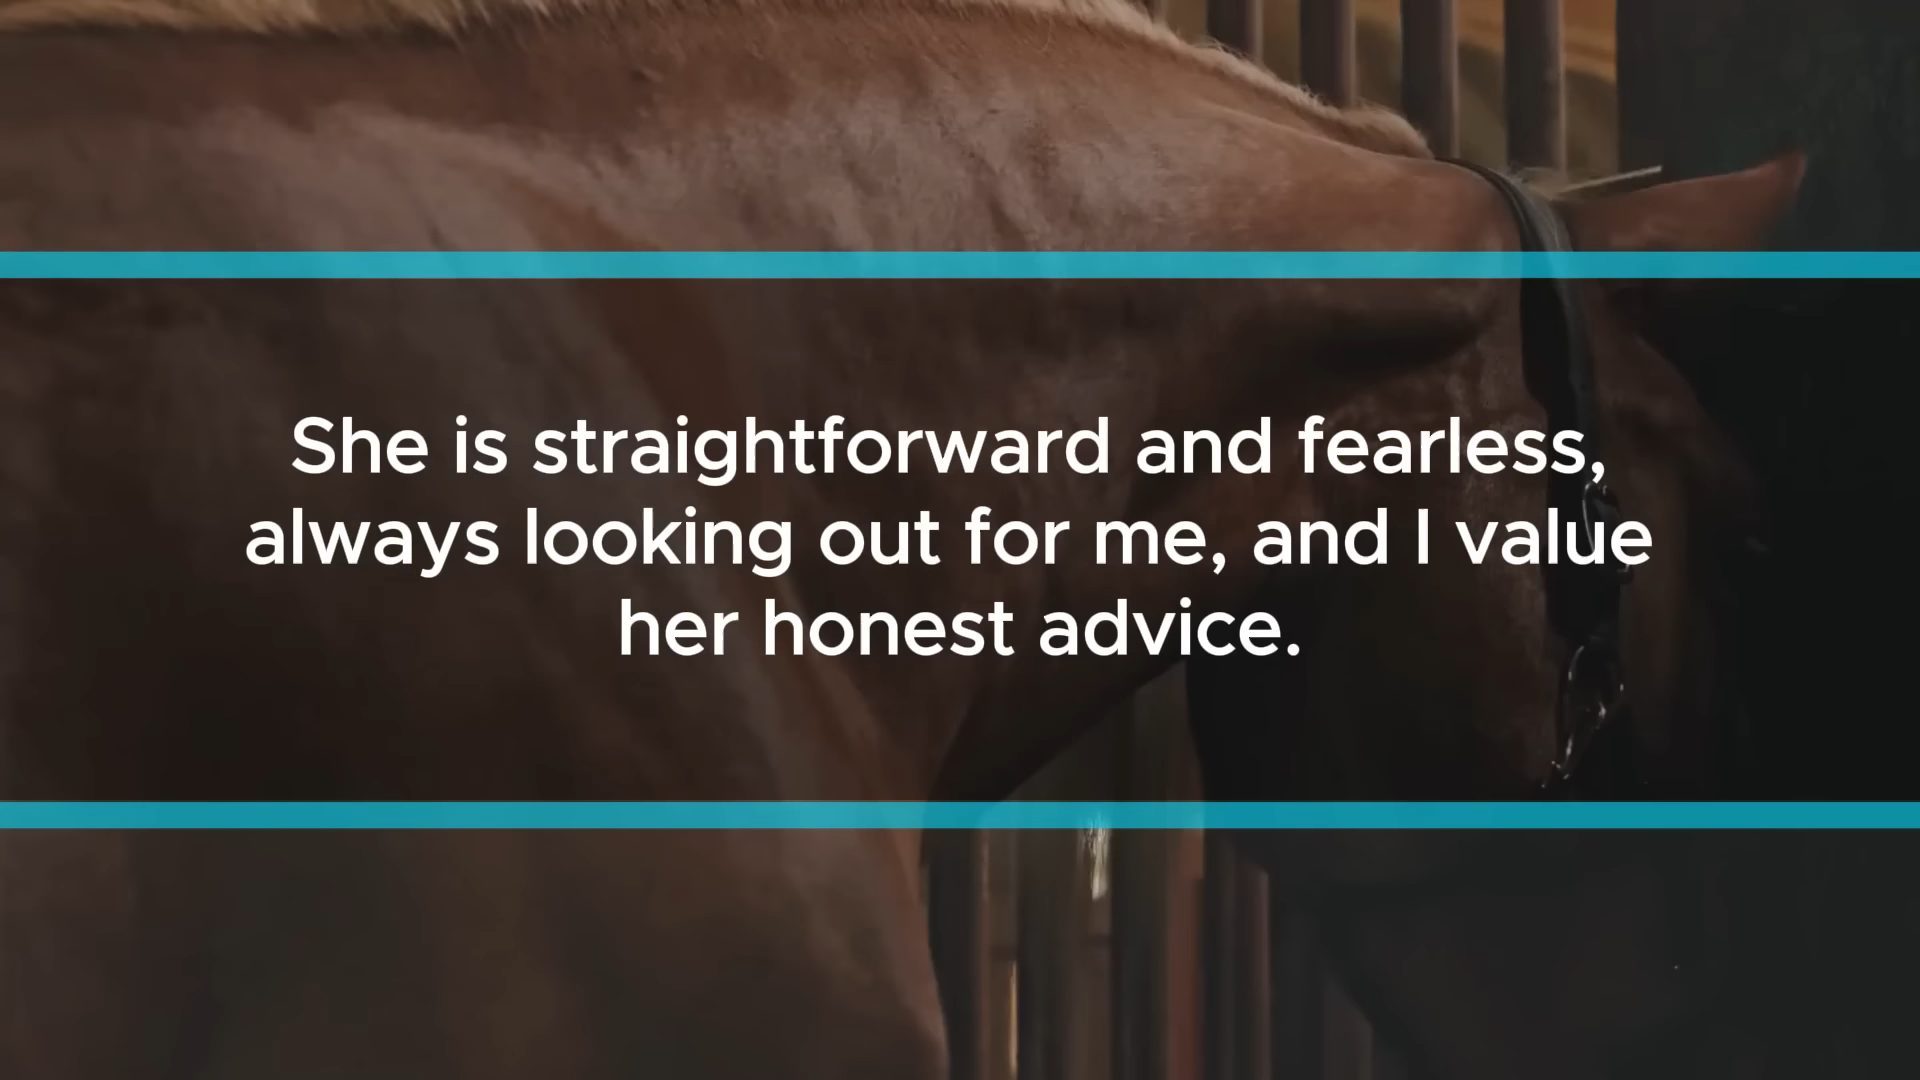 She is straightforward and fearless,
always looking out for me, and I value
her honest advice.